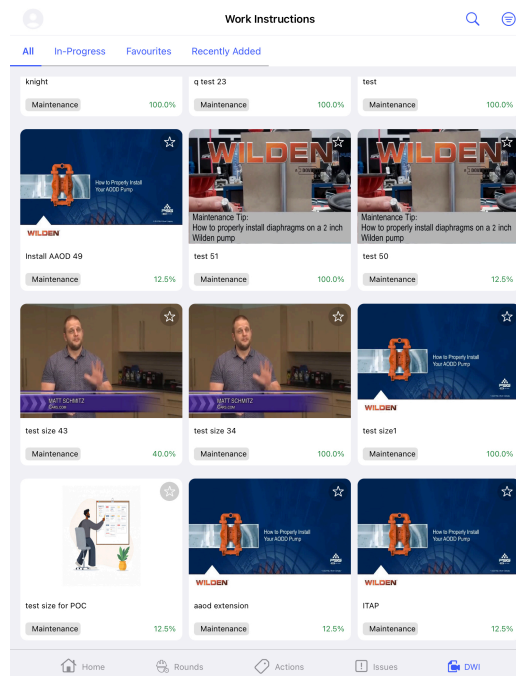 Work Instructions
All
In-Progress
Favourites
Recently Added
knight
q test 23
test
Maintenance
100.0%
Maintenance
100.0%
Maintenance
100.0%
How to Properly Install
Your AODD Pump
PSG
WILDEN
WILDEN
Maintenance Tip:
How to properly install diaphragms on a 2 inch
Wilden pump
WILDEN
Maintenance Tip:
How to properly install diaphragms on a 2 inch
Wilden pump
Install AAOD 49
test 51
test 50
Maintenance
12.5%
Maintenance
100.0%
Maintenance
12.5%
MATT SCHMITZ
MATT SCHMITZ
How to Properly Install
Your AODD Pump
PSG
WILDEN
test size 43
test size 34
test size1
Maintenance
40.0%
Maintenance
100.0%
Maintenance
100.0%
How to Properly Install
Your AODD Pump
PSG
WILDEN
How to Properly Install
Your AODD Pump
PSG
WILDEN
test size for POC
aaod extension
ITAP
Maintenance
12.5%
Maintenance
12.5%
Maintenance
12.5%
Home
Rounds
Actions
Issues
DWI